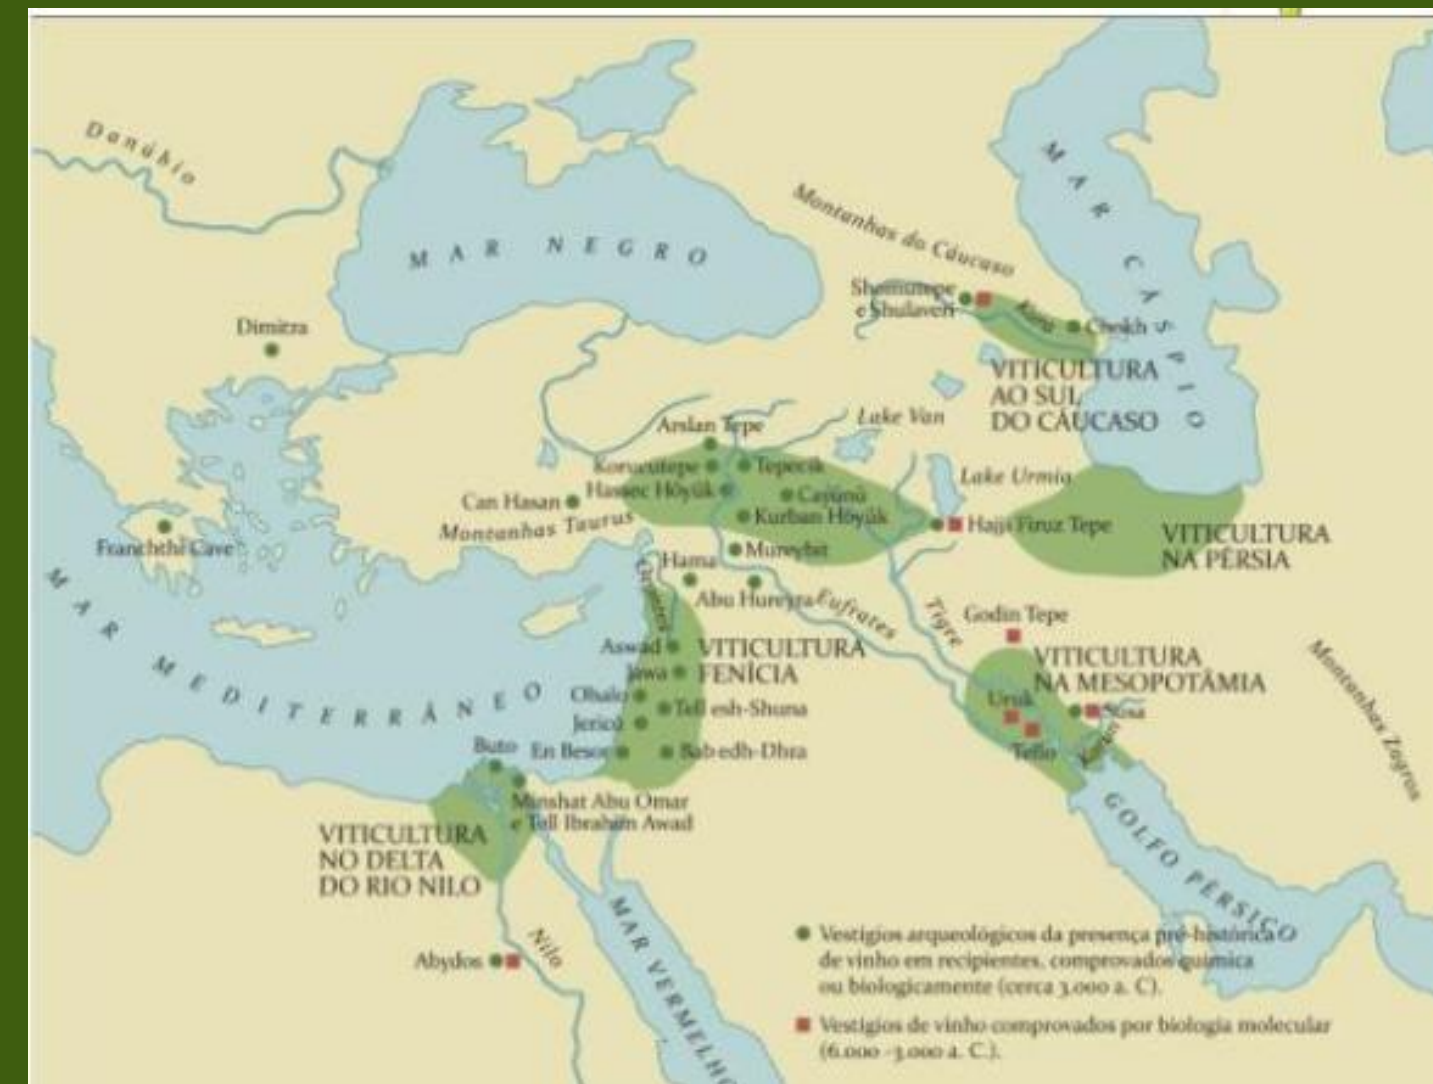 Danúbio
MAR NEGRO
Montanhas do Cáucaso
MAR CÁSPIO
Shomutepe
e Shulaveri
Kura
Chokh
Dimitra
VITICULTURA
AO SUL
DO CÁUCASO
Lake Van
Arslan Tepe
Korucutepe
Tepecik
Lake Urmia
Can Hasan
Hassec Höyük
Cayönü
Montanhas Taurus
Kurban Höyük
Hajji Firuz Tepe
VITICULTURA
NA PÉRSIA
Franchthi Cave
Mureybit
Hama
Abu Hureyra
Eufrates
Tigre
Orontes
Godin Tepe
MAR MEDITERRÂNEO
Aswad
VITICULTURA
FENÍCIA
Jawa
VITICULTURA
NA MESOPOTÂMIA
Montanhas Zagros
Ohalo
Tell esh-Shuna
Uruk
Susa
Jericó
Buto
En Besor
Bab edh-Dhra
Tello
Minshat Abu Omar
e Tell Ibrahim Awad
VITICULTURA
NO DELTA
DO RIO NILO
GOLFO PÉRSICO
Nilo
Abydos
MAR VERMELHO
Vestígios arqueológicos da presença pré-histórica
de vinho em recipientes, comprovados química
ou biologicamente (cerca 3.000 a. C).
Vestígios de vinho comprovados por biologia molecular
(6.000 -3.000 a. C.).